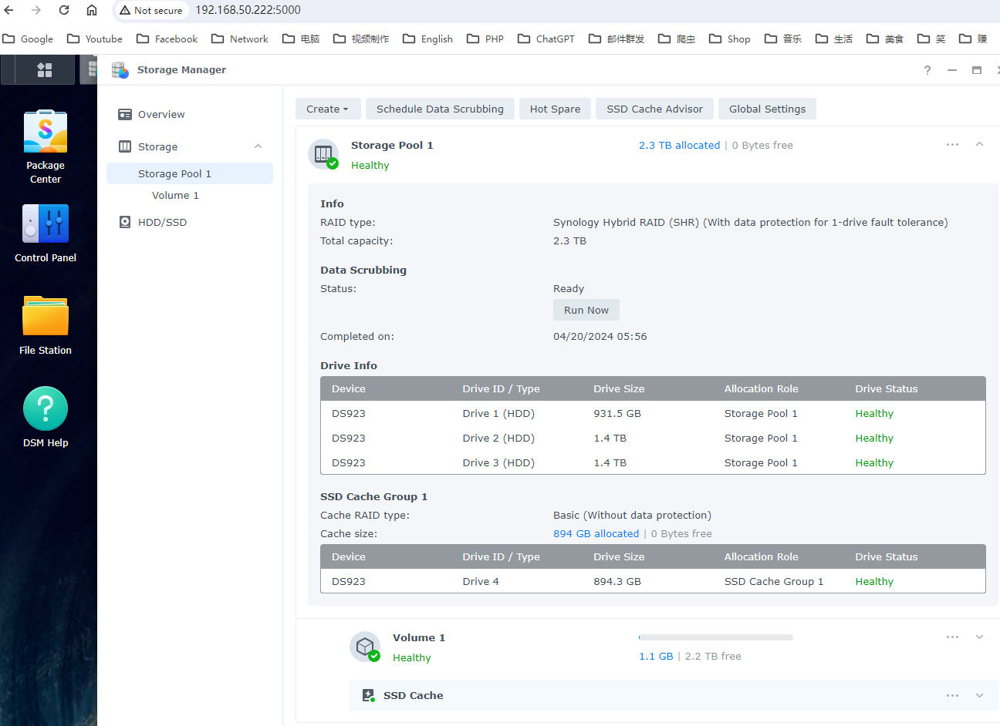 Not secure 192.168.50.222:5000
Google Youtube Facebook Network 电脑 视频制作 English PHP ChatGPT 邮件群发 爬虫 Shop 音乐 生活 美食 笑 赚
Storage Manager
Package
Center
Control Panel
File Station
DSM Help
Overview
Storage
Storage Pool 1
Volume 1
HDD/SSD
Create Schedule Data Scrubbing Hot Spare SSD Cache Advisor Global Settings
Storage Pool 1 2.3 TB allocated | 0 Bytes free
Healthy
Info
RAID type: Synology Hybrid RAID (SHR) (With data protection for 1-drive fault tolerance)
Total capacity: 2.3 TB
Data Scrubbing
Status: Ready
Run Now
Completed on: 04/20/2024 05:56
Drive Info
Device Drive ID / Type Drive Size Allocation Role Drive Status
DS923 Drive 1 (HDD) 931.5 GB Storage Pool 1 Healthy
DS923 Drive 2 (HDD) 1.4 TB Storage Pool 1 Healthy
DS923 Drive 3 (HDD) 1.4 TB Storage Pool 1 Healthy
SSD Cache Group 1
Cache RAID type: Basic (Without data protection)
Cache size: 894 GB allocated | 0 Bytes free
Device Drive ID / Type Drive Size Allocation Role Drive Status
DS923 Drive 4 894.3 GB SSD Cache Group 1 Healthy
Volume 1
Healthy 1.1 GB | 2.2 TB free
SSD Cache